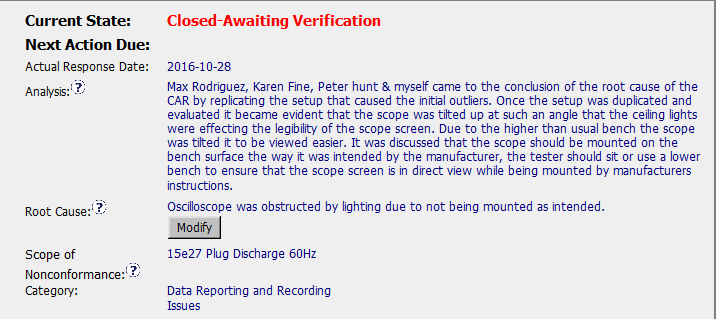 Current State: Closed-Awaiting Verification
Next Action Due:
Actual Response Date: 2016-10-28
Analysis:? Max Rodriguez, Karen Fine, Peter hunt & myself came to the conclusion of the root cause of the
CAR by replicating the setup that caused the initial outliers. Once the setup was duplicated and
evaluated it became evident that the scope was tilted up at such an angle that the ceiling lights
were effecting the legibility of the scope screen. Due to the higher than usual bench the scope
was tilted it to be viewed easier. It was discussed that the scope should be mounted on the
bench surface the way it was intended by the manufacturer, the tester should sit or use a lower
bench to ensure that the scope screen is in direct view while being mounted by manufacturers
instructions.
Root Cause:? Oscilloscope was obstructed by lighting due to not being mounted as intended.
Modify
Scope of 15e27 Plug Discharge 60Hz
Nonconformance:?
Category: Data Reporting and Recording
Issues